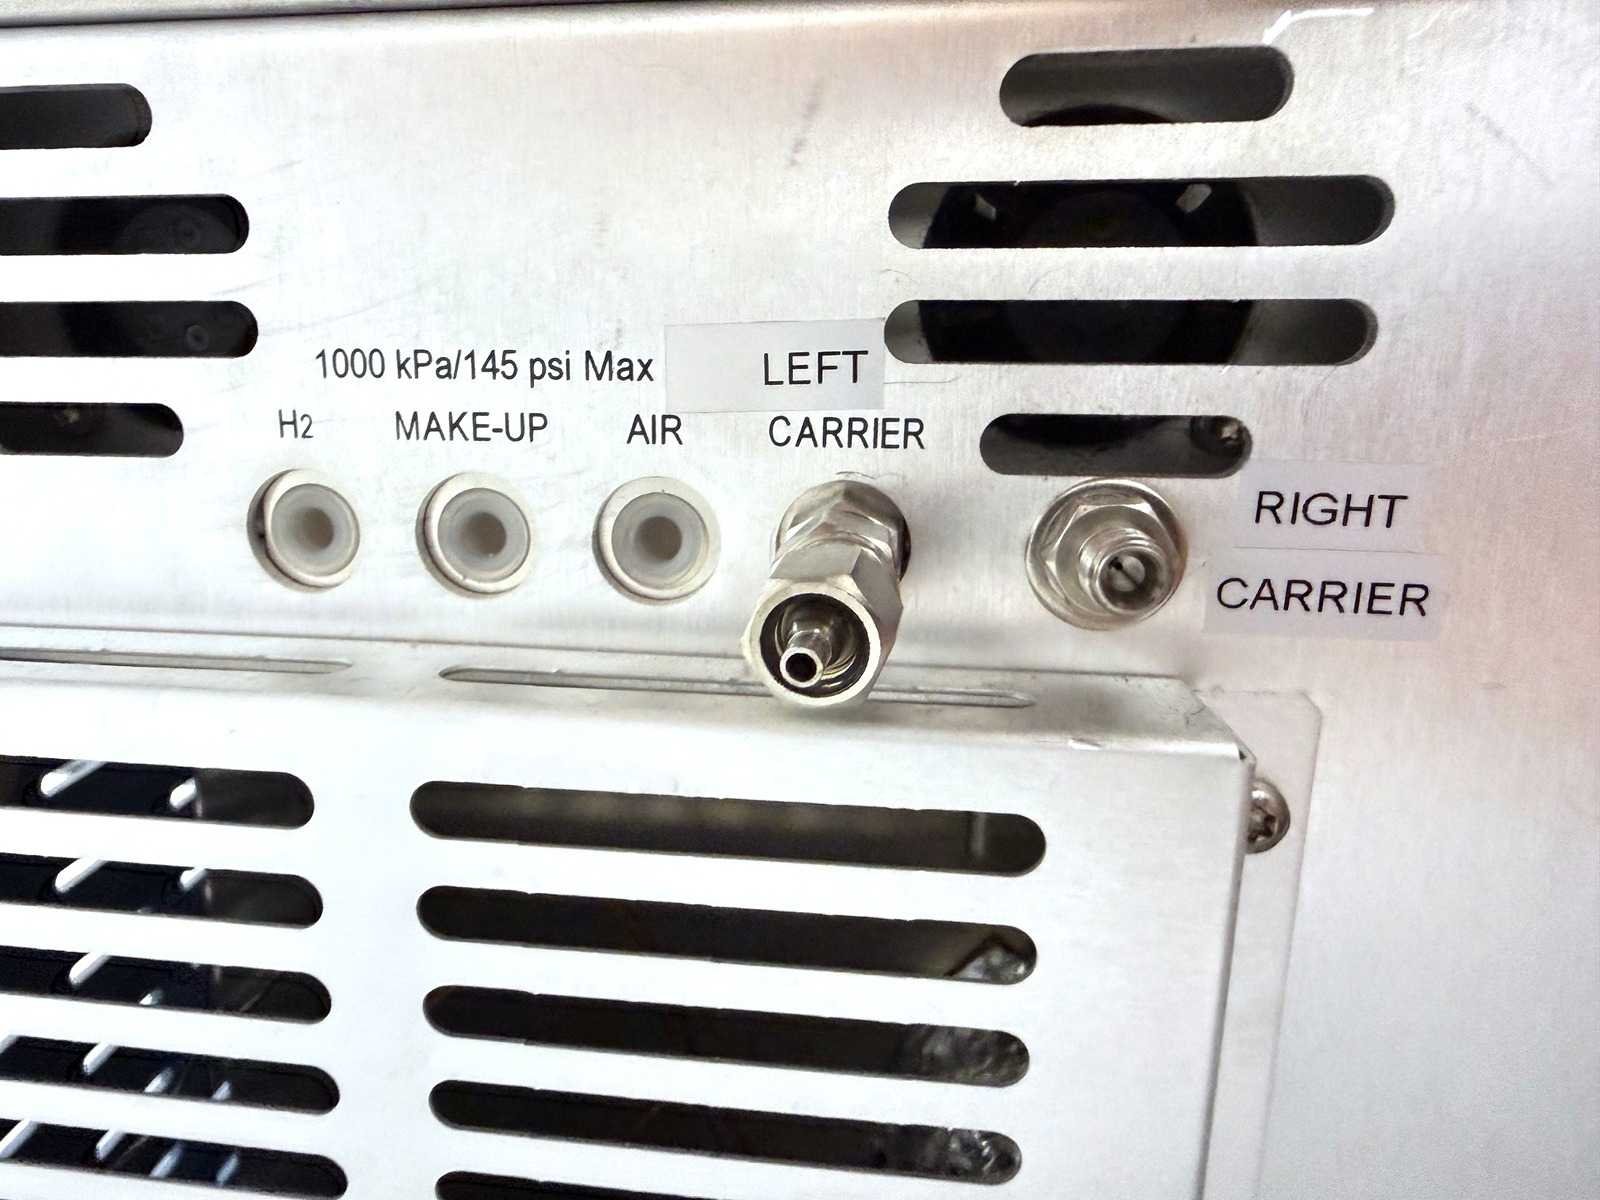 1000 kPa/145 psi Max LEFT
H2 MAKE-UP AIR CARRIER
RIGHT
CARRIER